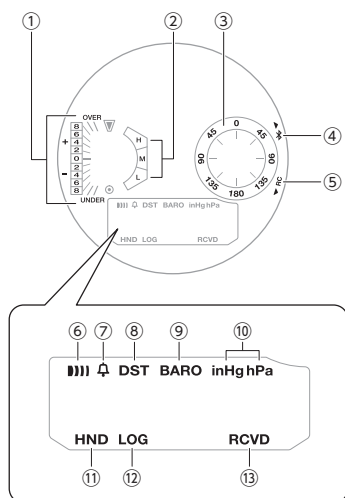 ① ② ③
④
⑤
OVER
8
6
+ 4
2
0
2
- 4
6
8
UNDER
H
M
L
0
45 45
90 90
135 135
180
RC
DST BARO inHg hPa
HND LOG RCVD
⑥ ⑦ ⑧ ⑨ ⑩
DST BARO inHg hPa
HND LOG RCVD
⑪ ⑫ ⑬